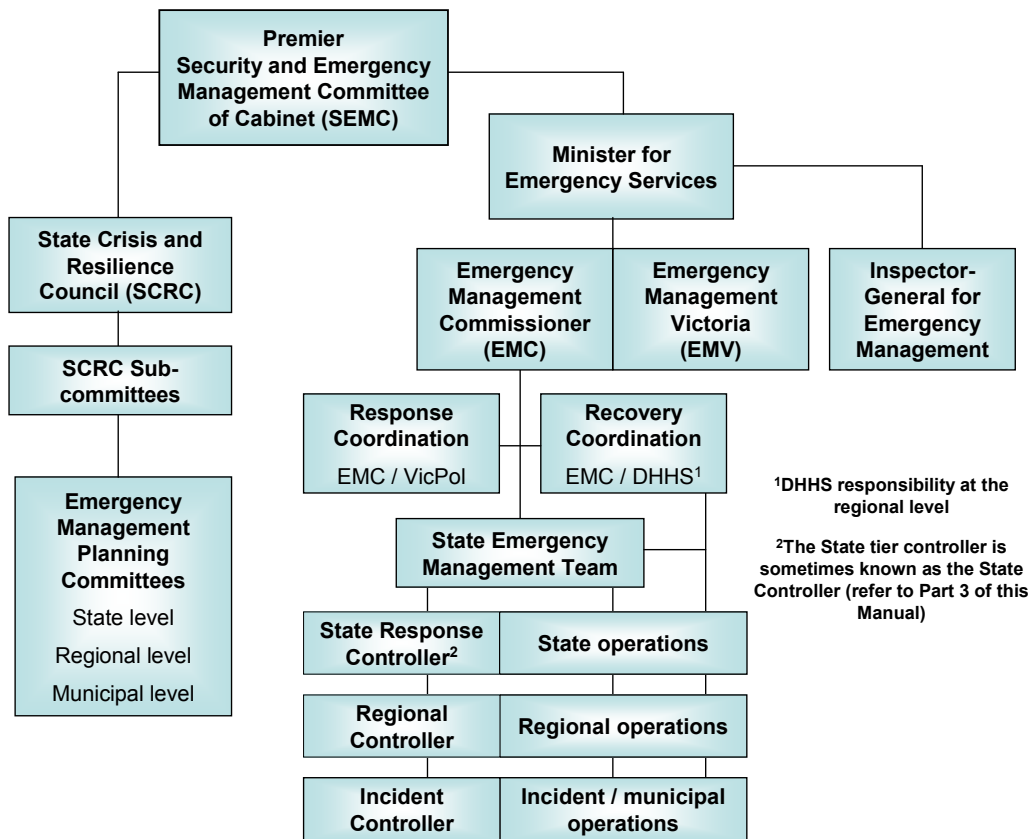 Premier
Security and Emergency
Management Committee
of Cabinet (SEMC)
Minister for
Emergency Services
State Crisis and
Resilience
Council (SCRC)
Emergency
Management
Commissioner
(EMC)
Emergency
Management
Victoria
(EMV)
Inspector-
General for
Emergency
Management
SCRC Sub-
committees
Response
Coordination
EMC / VicPol
Recovery
Coordination
EMC / DHHS¹
Emergency
Management
Planning
Committees
State level
Regional level
Municipal level
¹DHHS responsibility at the
regional level
²The State tier controller is
sometimes known as the State
Controller (refer to Part 3 of this
Manual)
State Emergency
Management Team
State Response
Controller²
State operations
Regional
Controller
Regional operations
Incident
Controller
Incident / municipal
operations